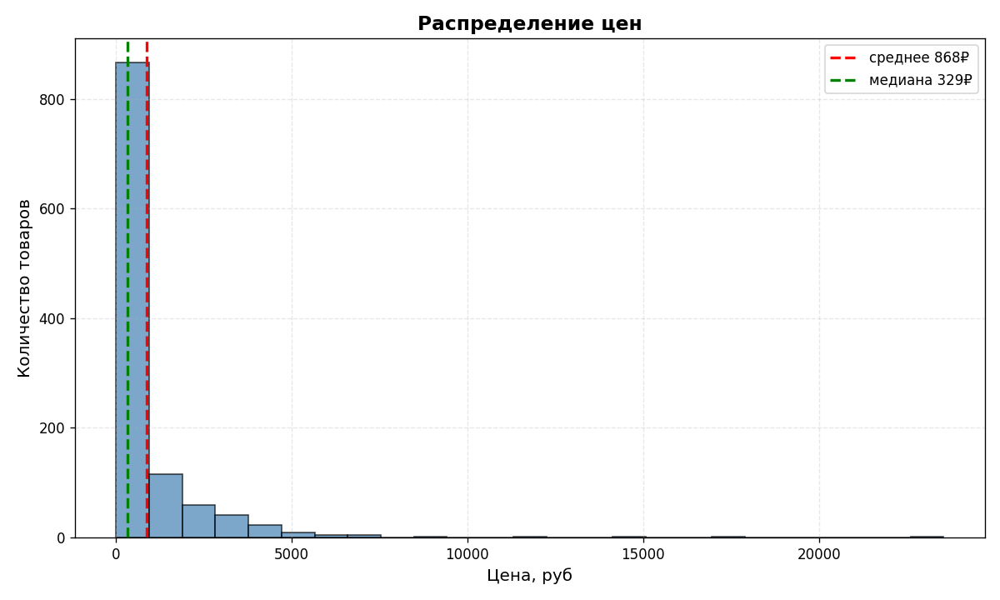 Распределение цен
среднее 868₽
медиана 329₽
Количество товаров
800
600
400
200
0
0 5000 10000 15000 20000
Цена, руб